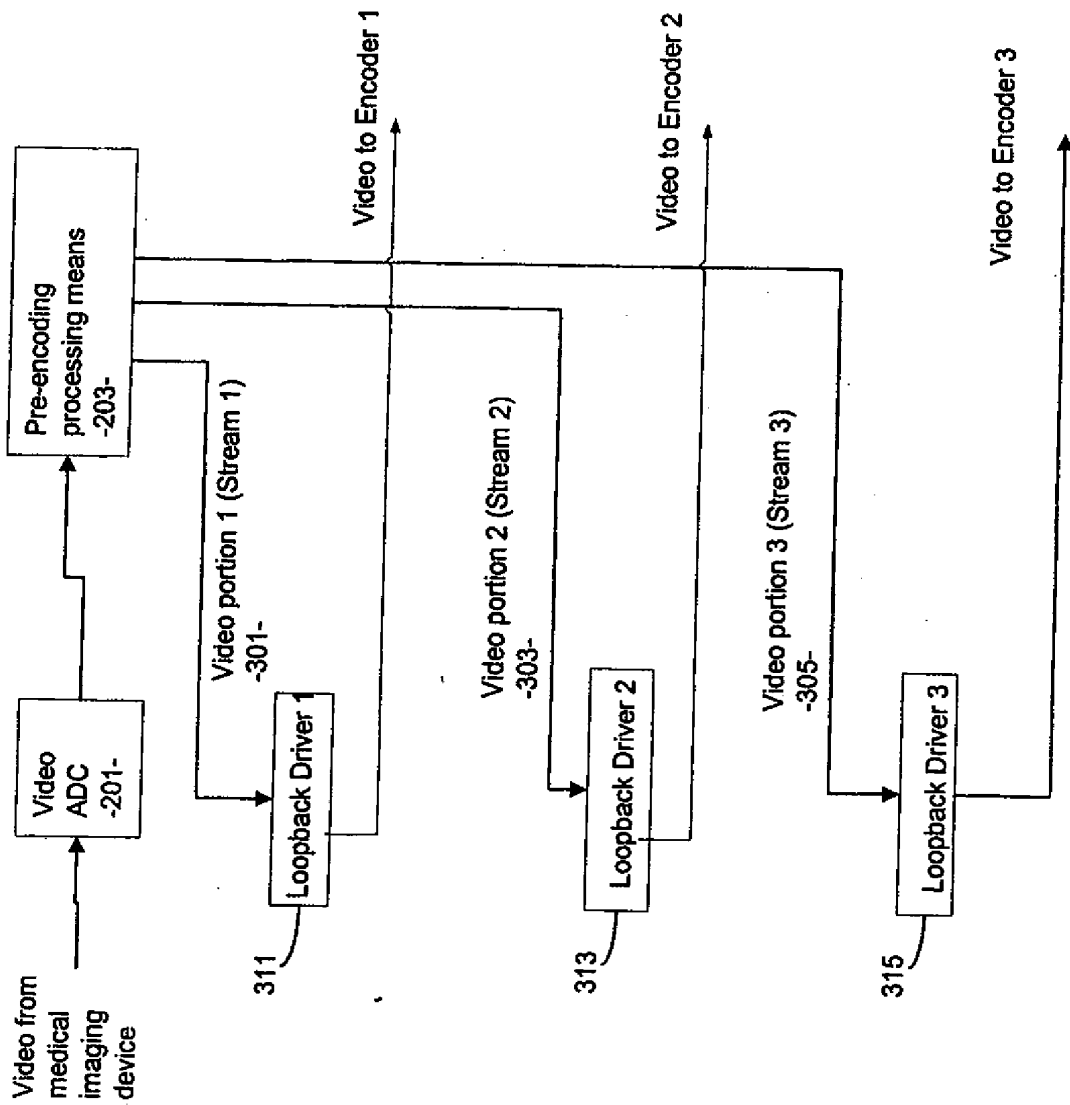 Video from
medical
imaging
device
Video
ADC
-201-
Pre-encoding
processing means
-203-
Video portion 1 (Stream 1)
-301-
311
Loopback Driver 1
Video to Encoder 1
Video portion 2 (Stream 2)
-303-
313
Loopback Driver 2
Video to Encoder 2
Video portion 3 (Stream 3)
-305-
315
Loopback Driver 3
Video to Encoder 3